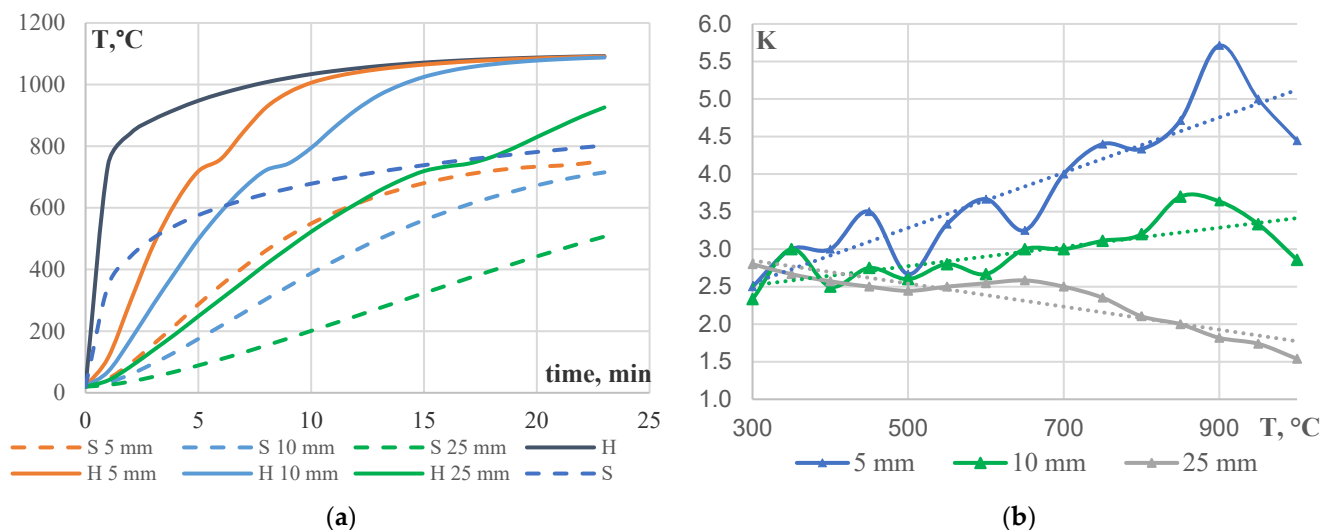 T,°C
1200
1000
800
600
400
200
0
0 5 10 15 20 25
time, min
S 5 mm S 10 mm S 25 mm H
H 5 mm H 10 mm H 25 mm S
(a)
K
6.0
5.5
5.0
4.5
4.0
3.5
3.0
2.5
2.0
1.5
1.0
300 500 700 900 T, °C
5 mm 10 mm 25 mm
(b)